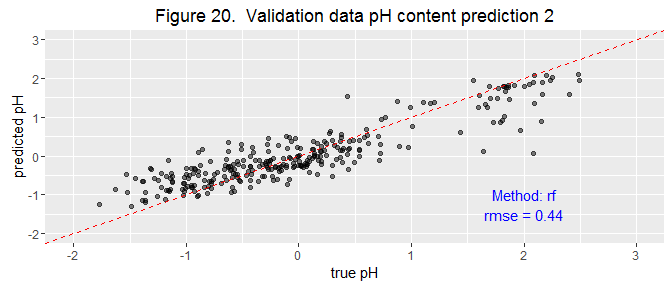 Figure 20.  Validation data pH content prediction 2
predicted pH
3
2
1
0
-1
-2
Method: rf
rmse = 0.44
-2
-1
0
1
2
3
true pH